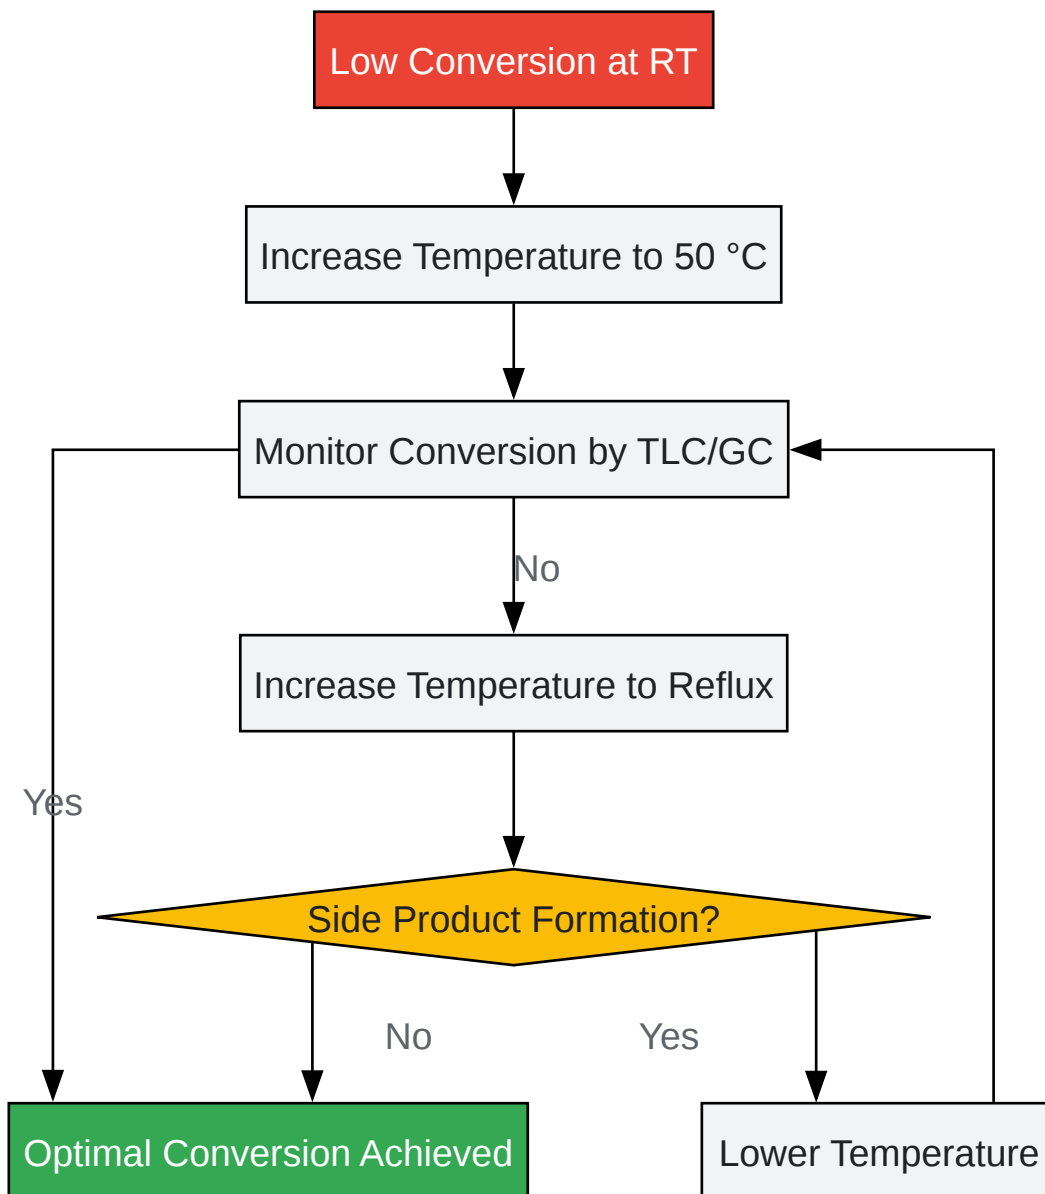 Low Conversion at RT
Increase Temperature to 50 °C
Monitor Conversion by TLC/GC
No
Increase Temperature to Reflux
Yes
Side Product Formation?
No
Yes
Optimal Conversion Achieved
Lower Temperature